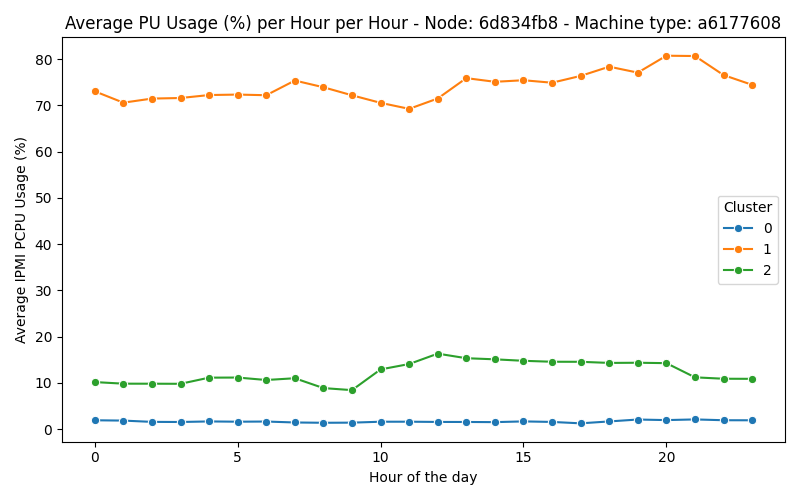 Average PU Usage (%) per Hour per Hour - Node: 6d834fb8 - Machine type: a6177608
80
70
60
50
40
30
20
10
0
Average IPMI PCPU Usage (%)
Cluster
0
1
2
0 5 10 15 20
Hour of the day